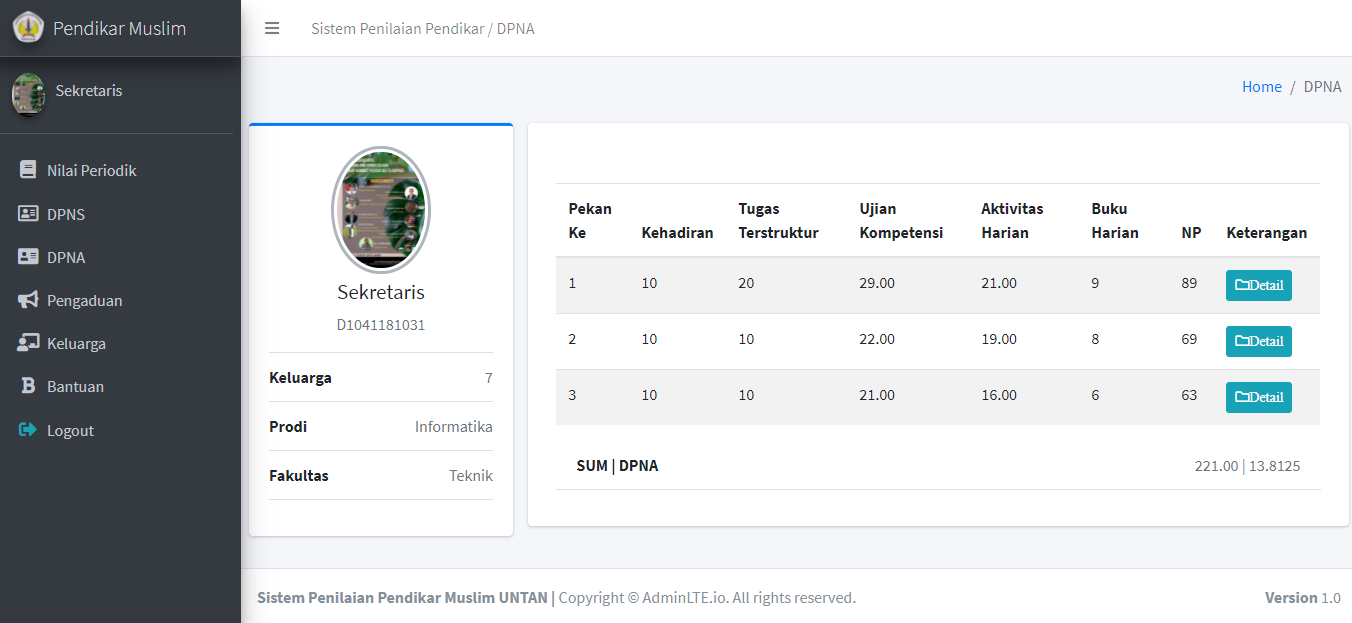 Pendikar Muslim
Sistem Penilaian Pendikar / DPNA
Sekretaris
Home / DPNA
Nilai Periodik
DPNS
DPNA
Pengaduan
Keluarga
Bantuan
Logout
Sekretaris
D1041181031
Keluarga 7
Prodi Informatika
Fakultas Teknik
Pekan Ke Kehadiran Tugas Terstruktur Ujian Kompetensi Aktivitas Harian Buku Harian NP Keterangan
1 10 20 29.00 21.00 9 89 Detail
2 10 10 22.00 19.00 8 69 Detail
3 10 10 21.00 16.00 6 63 Detail
SUM | DPNA 221.00 | 13.8125
Sistem Penilaian Pendikar Muslim UNTAN | Copyright © AdminLTE.io. All rights reserved.
Version 1.0